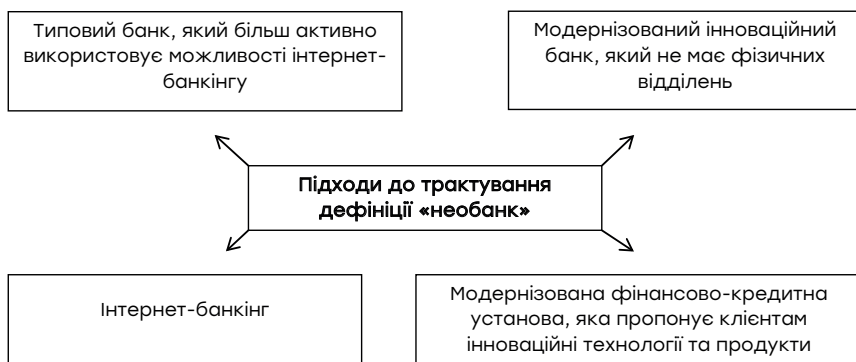 Типовий банк, який більш активно
використовує можливості інтернет-
банкінгу
Модернізований інноваційний
банк, який не має фізичних
відділень
Підходи до трактування
дефініції «необанк»
Інтернет-банкінг
Модернізована фінансово-кредитна
установа, яка пропонує клієнтам
інноваційні технології та продукти